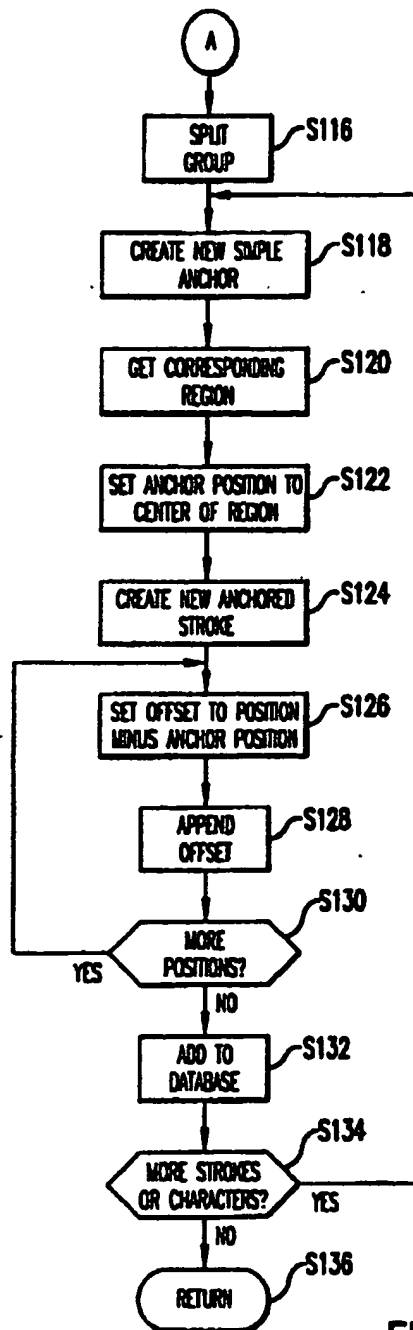 A
SPLIT
GROUP
S116
CREATE NEW SIMPLE
ANCHOR
S118
GET CORRESPONDING
REGION
S120
SET ANCHOR POSITION TO
CENTER OF REGION
S122
CREATE NEW ANCHORED
STROKE
S124
SET OFFSET TO POSITION
MINUS ANCHOR POSITION
S126
APPEND
OFFSET
S128
MORE
POSITIONS?
S130
YES
NO
ADD TO
DATABASE
S132
MORE STROKES
OR CHARACTERS?
S134
YES
NO
RETURN
S136